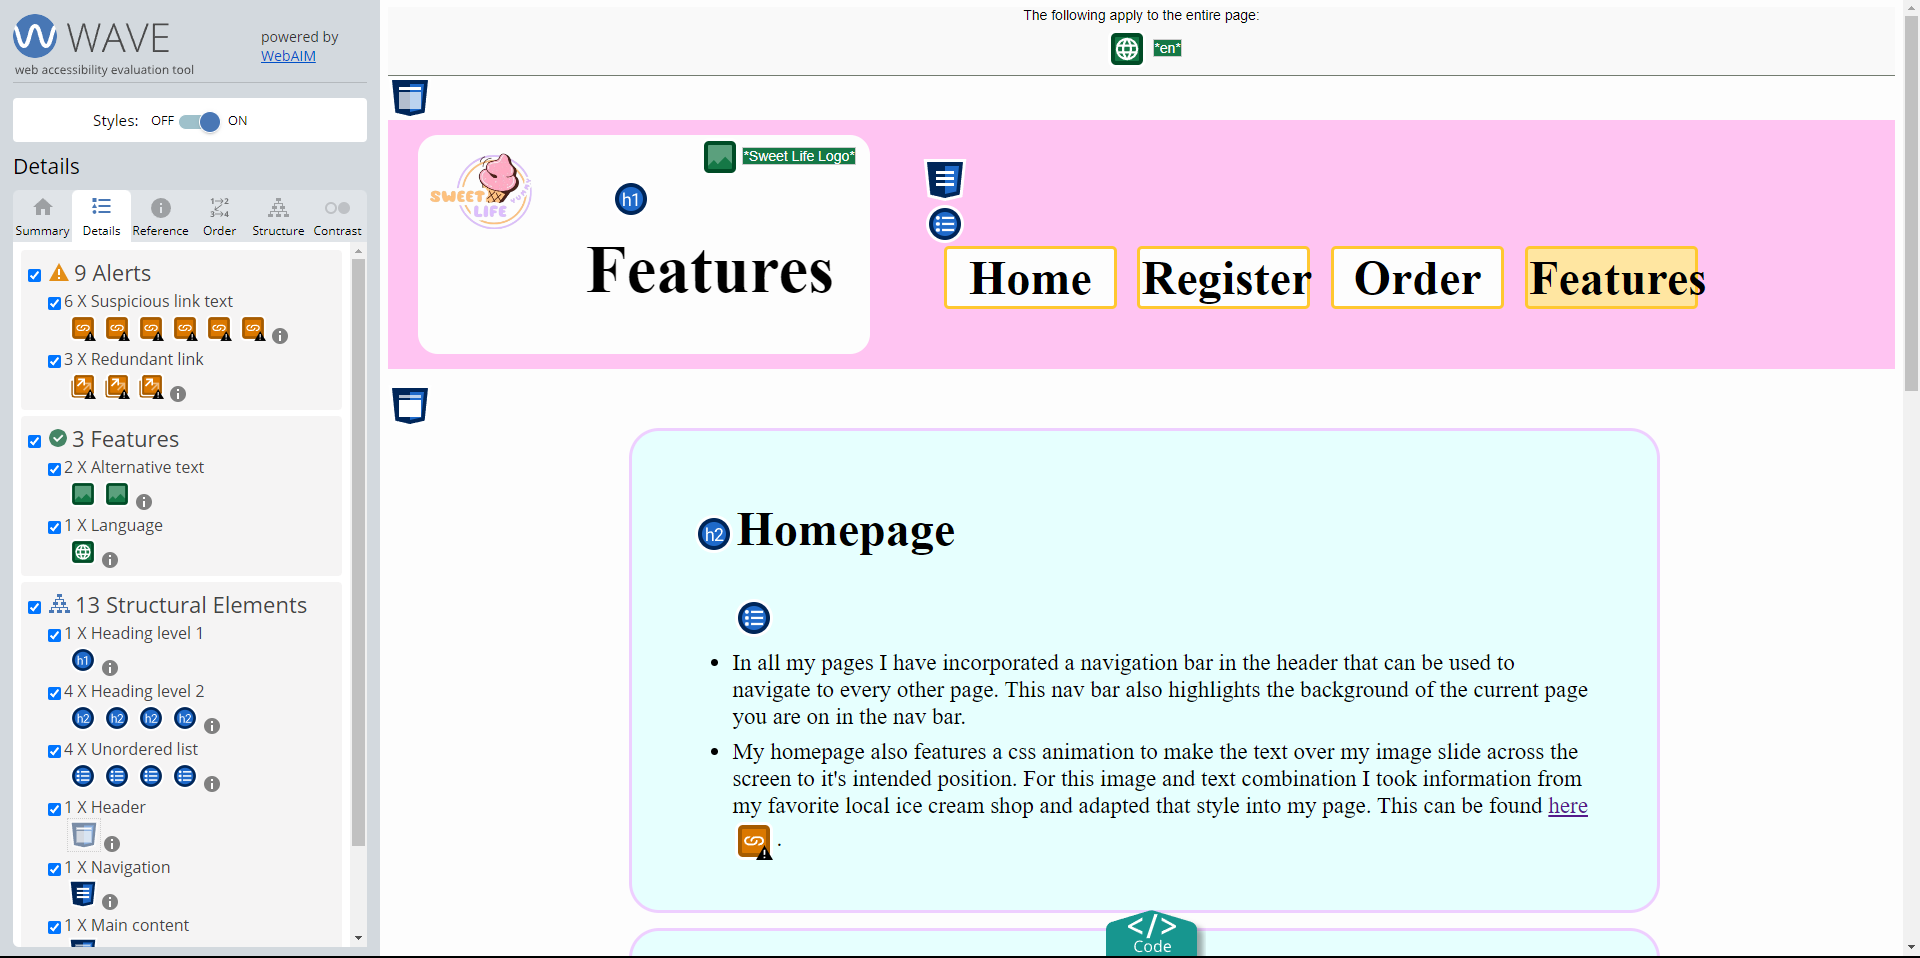 WAVE
web accessibility evaluation tool
powered by
WebAIM
Styles: OFF ON
Details
Summary Details Reference Order Structure Contrast
9 Alerts
6 X Suspicious link text
3 X Redundant link
3 Features
2 X Alternative text
1 X Language
13 Structural Elements
1 X Heading level 1
h1
4 X Heading level 2
h2 h2 h2 h2
4 X Unordered list
1 X Header
1 X Navigation
1 X Main content
The following apply to the entire page:
*en*
SWEET
LIFE
YUMMY
*Sweet Life Logo*
h1
Features
Home Register Order Features
h2 Homepage
In all my pages I have incorporated a navigation bar in the header that can be used to
navigate to every other page. This nav bar also highlights the background of the current page
you are on in the nav bar.
My homepage also features a css animation to make the text over my image slide across the
screen to it's intended position. For this image and text combination I took information from
my favorite local ice cream shop and adapted that style into my page. This can be found here
.
</>
Code